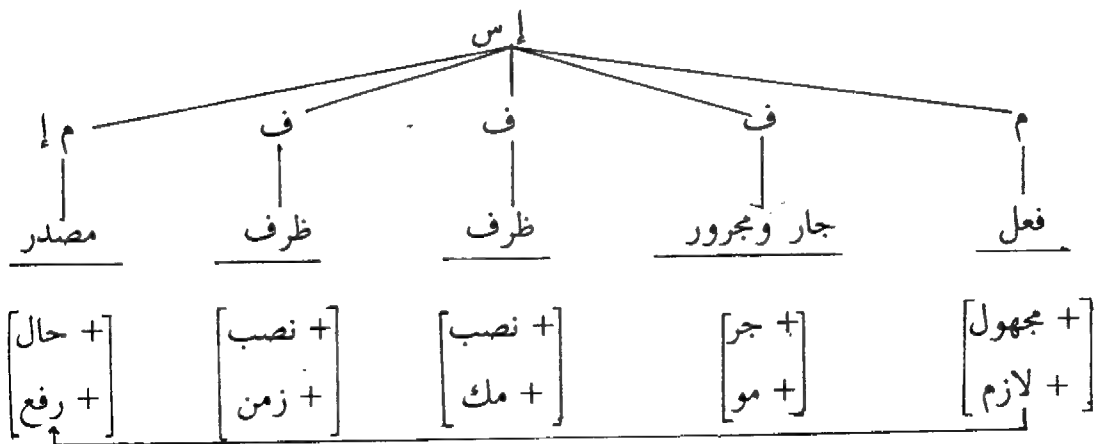 إ س
م ف ف ف م إ
فعل جار ومجرور ظرف ظرف مصدر
+ مجهول + جر + نصب + نصب + حال
+ لازم + مو + مك + زمن + رفع